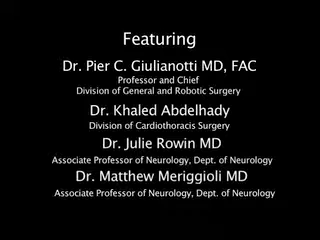 Featuring
Dr. Pier C. Giulianotti MD, FAC
Professor and Chief
Division of General and Robotic Surgery
Dr. Khaled Abdelhady
Division of Cardiothoracis Surgery
Dr. Julie Rowin MD
Associate Professor of Neurology, Dept. of Neurology
Dr. Matthew Meriggioli MD
Associate Professor of Neurology, Dept. of Neurology